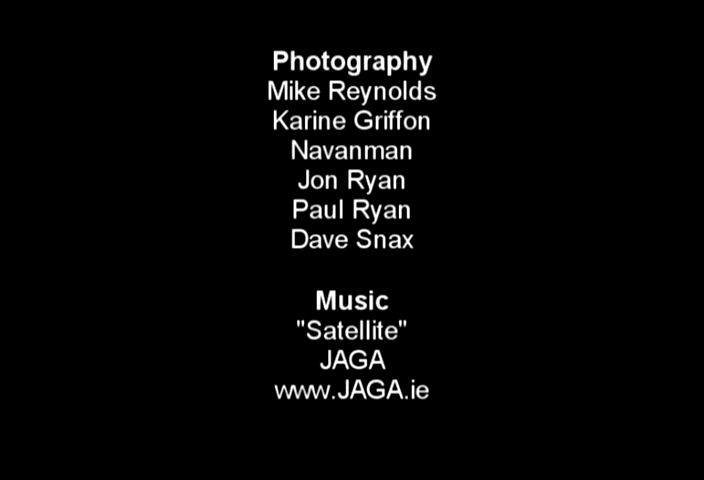 Photography
Mike Reynolds
Karine Griffon
Navanman
Jon Ryan
Paul Ryan
Dave Snax
Music
"Satellite"
JAGA
www.JAGA.ie